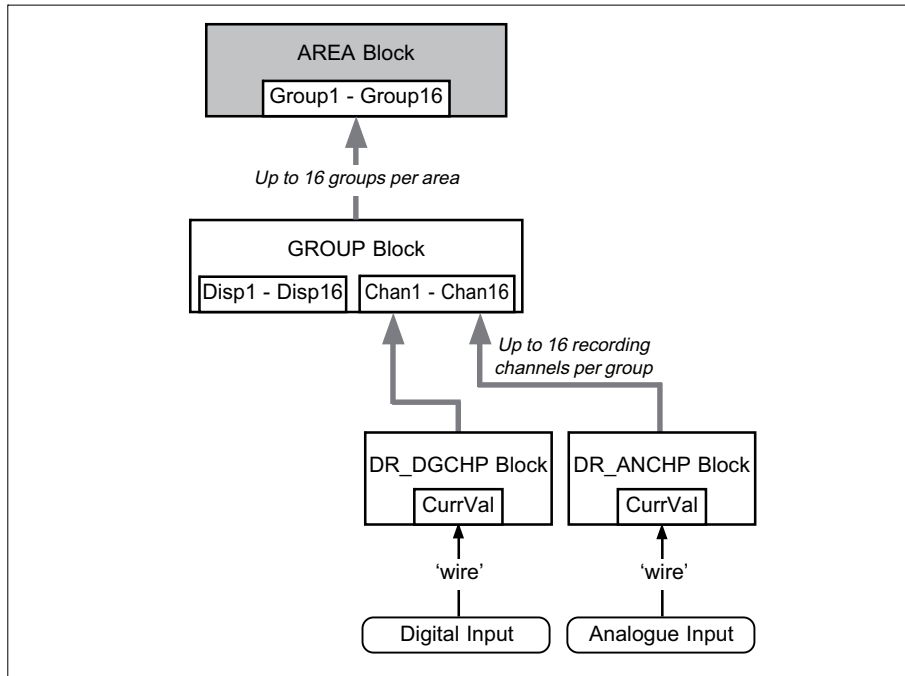 AREA Block
Group1 - Group16
Up to 16 groups per area
GROUP Block
Disp1 - Disp16
Chan1 - Chan16
Up to 16 recording
channels per group
DR_DGCHP Block
CurrVal
DR_ANCHP Block
CurrVal
‘wire’
‘wire’
Digital Input
Analogue Input